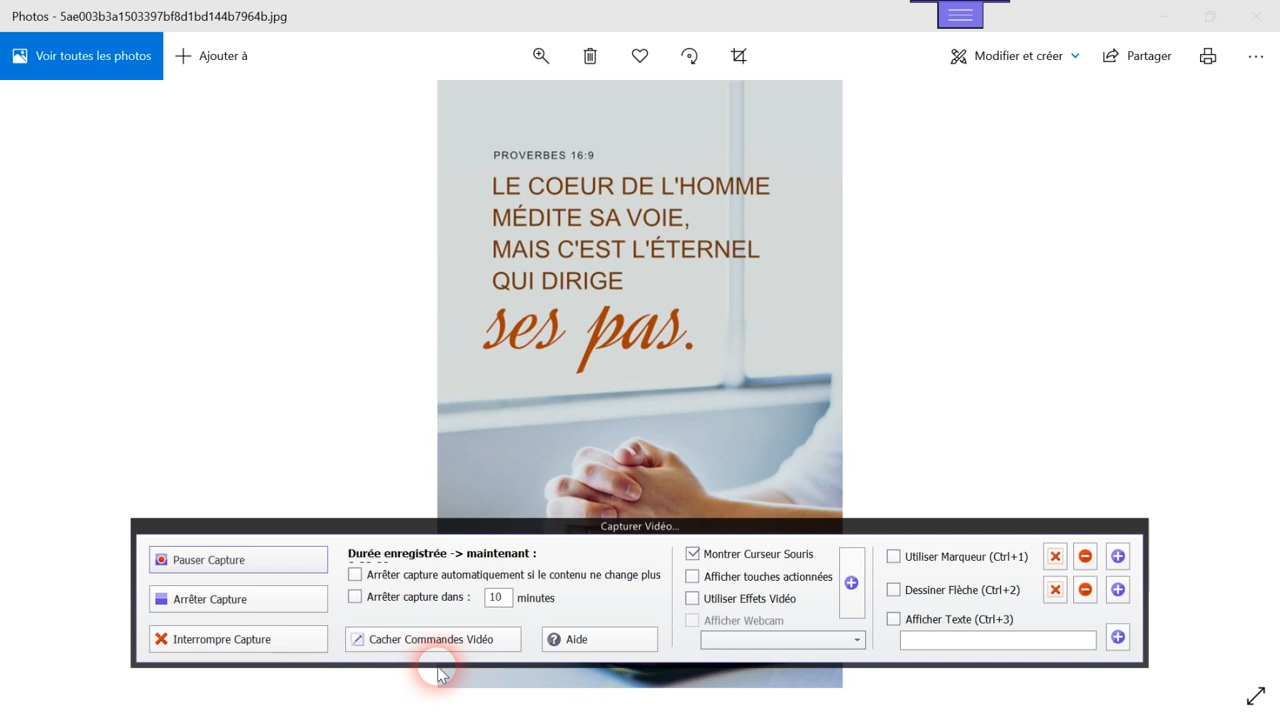 Photos - 5ae003b3a1503397bf8d1bd144b7964b.jpg
Voir toutes les photos
Ajouter à
Modifier et créer
Partager
PROVERBES 16:9
LE COEUR DE L'HOMME
MÉDITE SA VOIE,
MAIS C'EST L'ÉTERNEL
QUI DIRIGE
ses pas.
Capturer Vidéo...
Pauser Capture
Arrêter Capture
Interrompre Capture
Durée enregistrée -> maintenant :
Arrêter capture automatiquement si le contenu ne change plus
Arrêter capture dans : 10 minutes
Cacher Commandes Vidéo
Aide
Montrer Curseur Souris
Afficher touches actionnées
Utiliser Effets Vidéo
Afficher Webcam
Utiliser Marqueur (Ctrl+1)
Dessiner Flèche (Ctrl+2)
Afficher Texte (Ctrl+3)